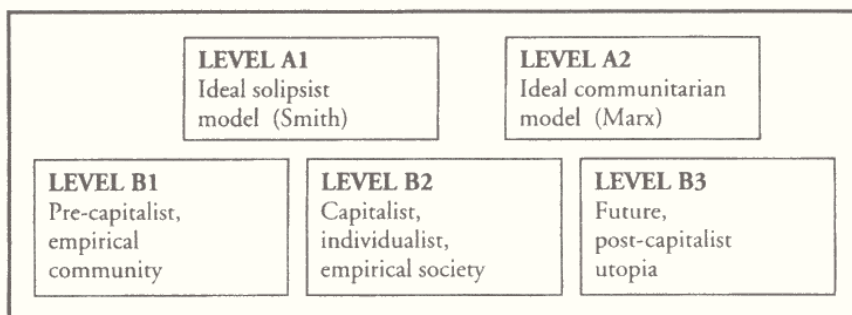 LEVEL A1
Ideal solipsist
model (Smith)
LEVEL A2
Ideal communitarian
model (Marx)
LEVEL B1
Pre-capitalist,
empirical
community
LEVEL B2
Capitalist,
individualist,
empirical society
LEVEL B3
Future,
post-capitalist
utopia